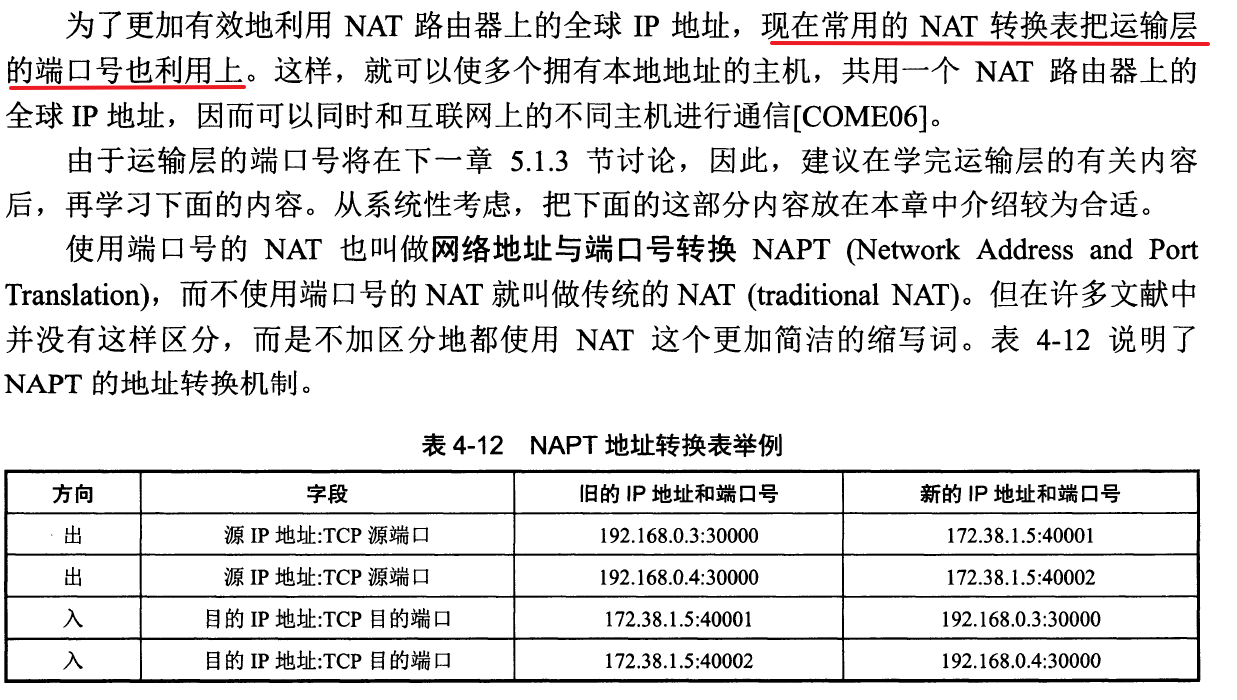 为了更加有效地利用 NAT 路由器上的全球 IP 地址，现在常用的 NAT 转换表把运输层
的端口号也利用上。这样，就可以使多个拥有本地地址的主机，共用一个 NAT 路由器上的
全球 IP 地址，因而可以同时和互联网上的不同主机进行通信[COME06]。
由于运输层的端口号将在下一章 5.1.3 节讨论，因此，建议在学完运输层的有关内容
后，再学习下面的内容。从系统性考虑，把下面的这部分内容放在本章中介绍较为合适。
使用端口号的 NAT 也叫做网络地址与端口号转换 NAPT (Network Address and Port
Translation)，而不使用端口号的 NAT 就叫做传统的 NAT (traditional NAT)。但在许多文献中
并没有这样区分，而是不加区分地都使用 NAT 这个更加简洁的缩写词。表 4-12 说明了
NAPT 的地址转换机制。
表 4-12 NAPT 地址转换表举例
方向 字段 旧的 IP 地址和端口号 新的 IP 地址和端口号
出 源 IP 地址:TCP 源端口 192.168.0.3:30000 172.38.1.5:40001
出 源 IP 地址:TCP 源端口 192.168.0.4:30000 172.38.1.5:40002
入 目的 IP 地址:TCP 目的端口 172.38.1.5:40001 192.168.0.3:30000
入 目的 IP 地址:TCP 目的端口 172.38.1.5:40002 192.168.0.4:30000